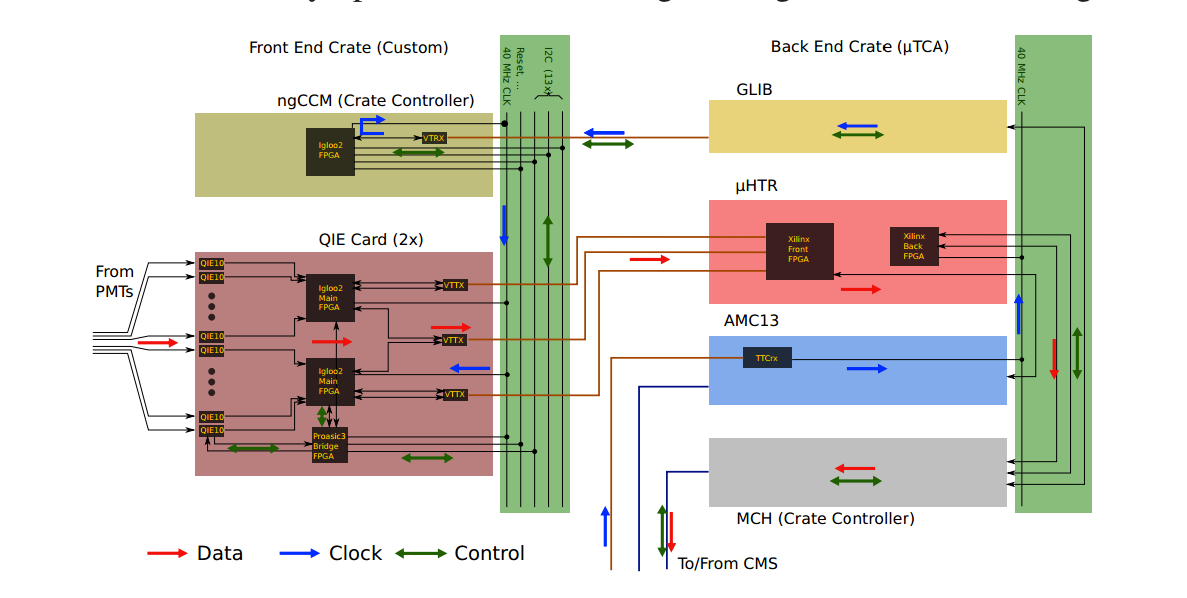 Front End Crate (Custom)
Back End Crate (μTCA)
ngCCM (Crate Controller)
Igloo2
FPGA
VTRX
40 MHz CLK
Reset, ...
I2C (13x)
GLIB
40 MHz CLK
μHTR
Xilinx
Front
FPGA
Xilinx
Back
FPGA
QIE Card (2x)
From
PMTs
QIE10
QIE10
QIE10
QIE10
QIE10
QIE10
Igloo2
Main
FPGA
Igloo2
Main
FPGA
Proasic3
Bridge
FPGA
VTTX
VTTX
VTTX
AMC13
TTCrx
MCH (Crate Controller)
To/From CMS
Data
Clock
Control